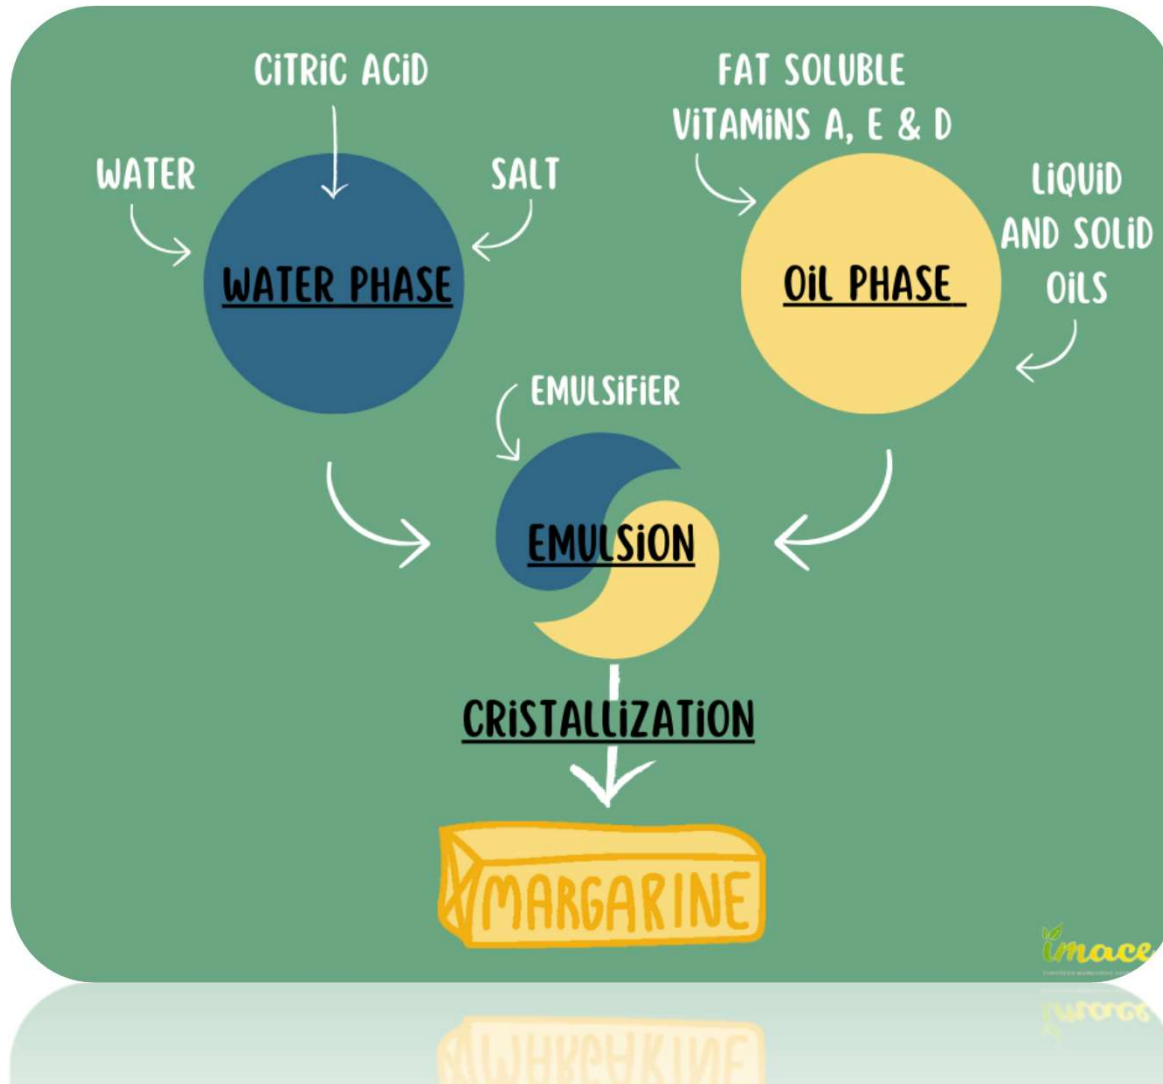 CiTRiC ACiD
FAT SOLUBLE
ViTAMiNS A, E & D
WATER
SALT
LiQUiD
AND SOLiD
OiLS
WATER PHASE
OiL PHASE
EMULSiFiER
EMULSiON
CRiSTALLiZATiON
MARGARINE
imace